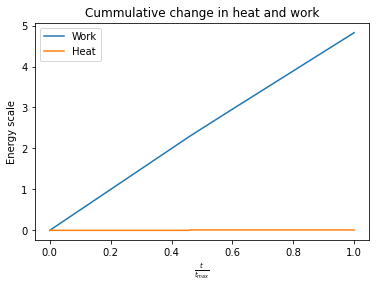 Cummulative change in heat and work
Work
Heat
Energy scale
5
4
3
2
1
0
0.0 0.2 0.4 0.6 0.8 1.0
t
t_max